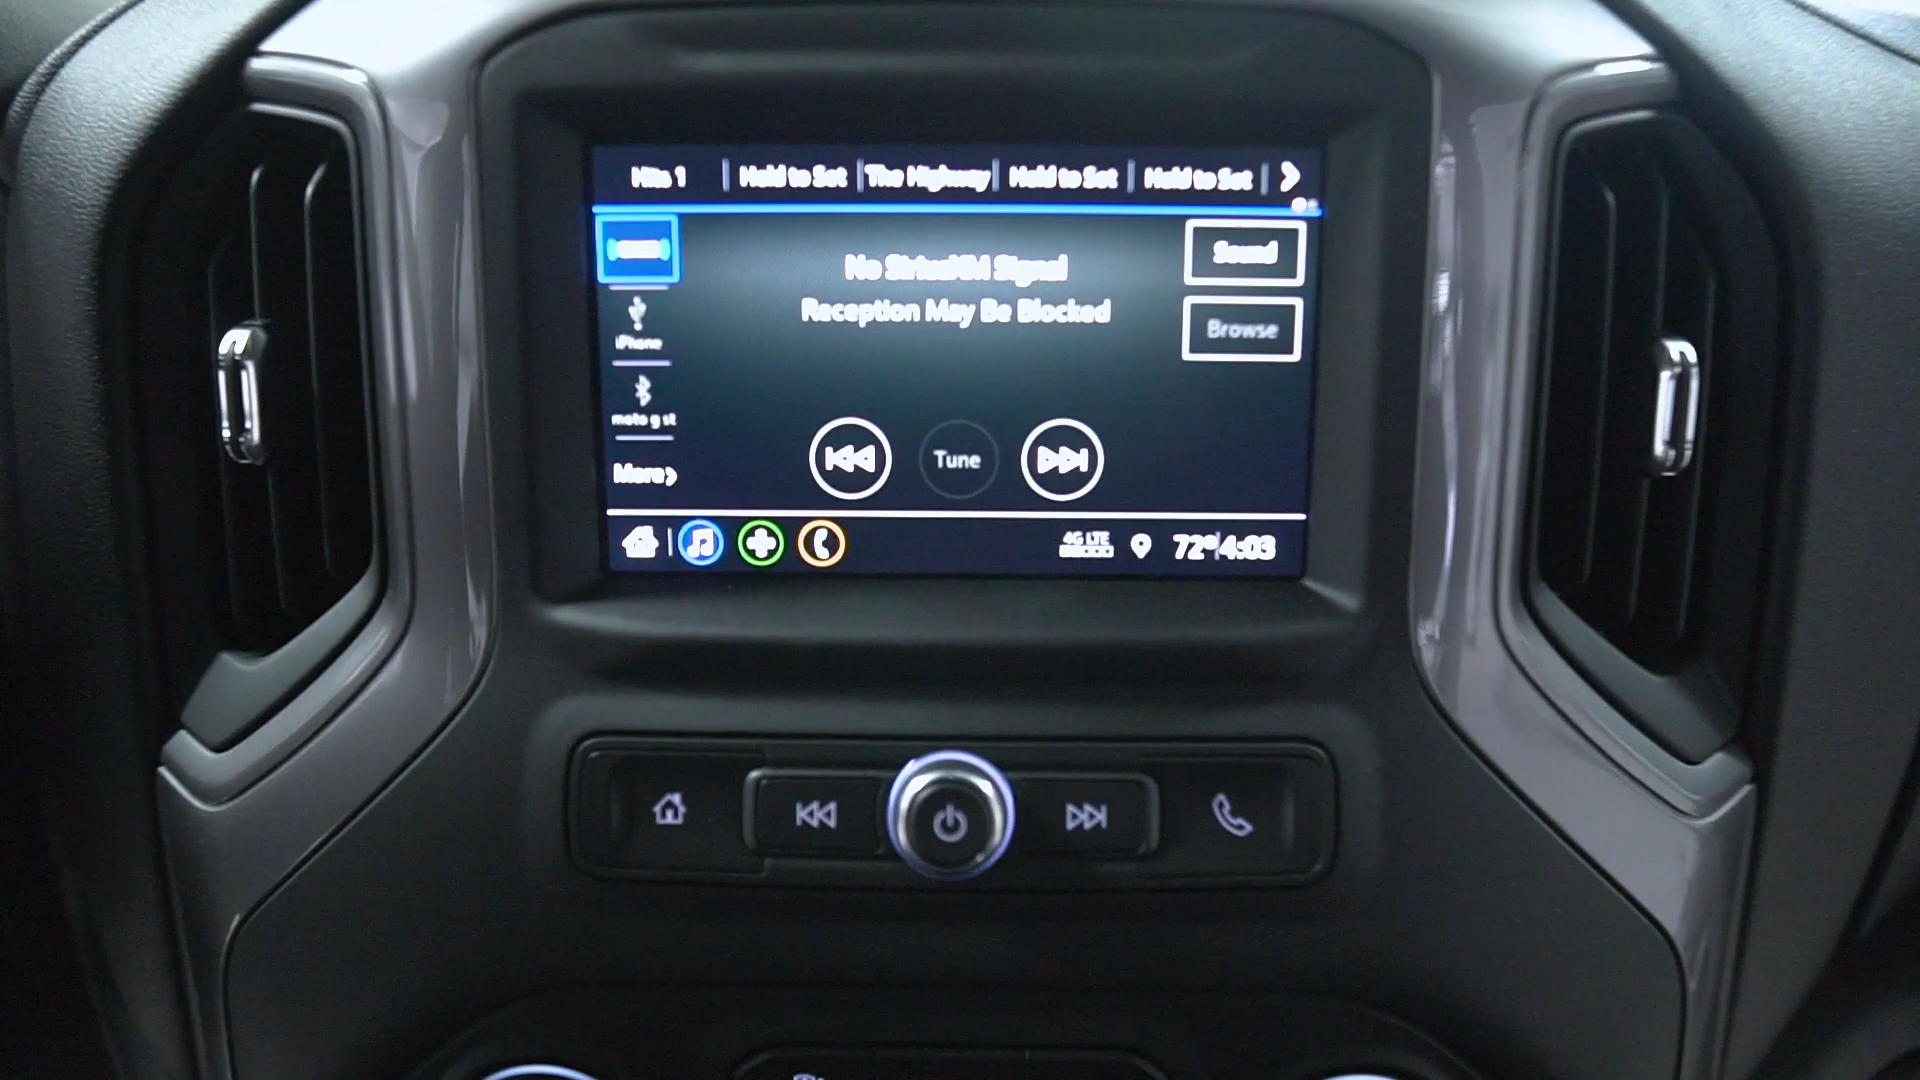 Hits 1 | Hold to Set | The Highway | Hold to Set | Hold to Set |
No SiriusXM Signal
Reception May Be Blocked
Sound
Browse
iPhone
moto g st
More
Tune
4G LTE
72° 4:03